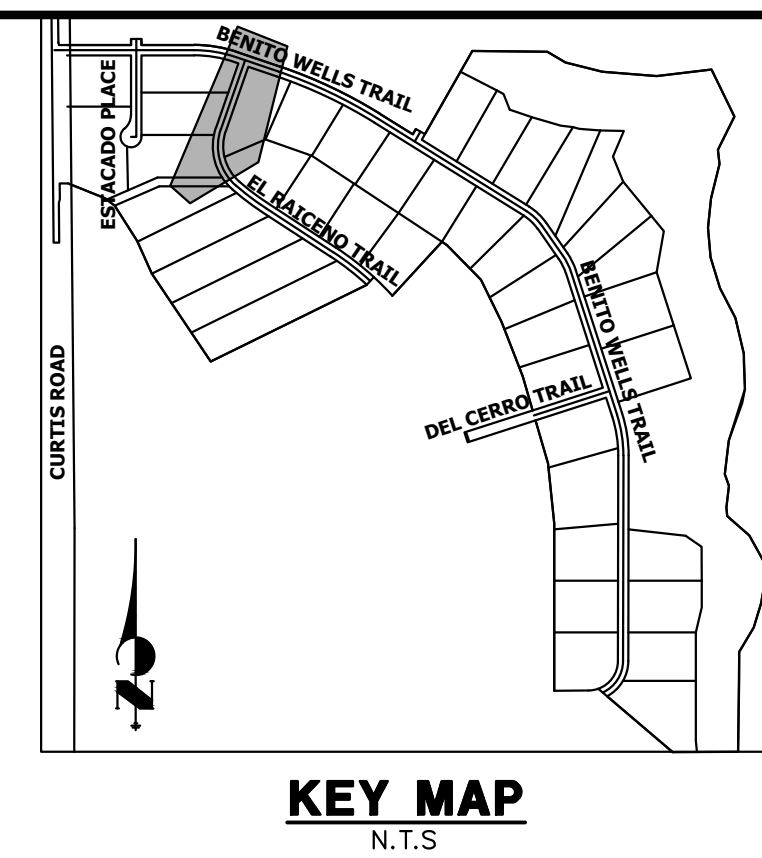 BENITO WELLS TRAIL
ESTACADO PLACE
EL RAICENO TRAIL
BENITO WELLS TRAIL
CURTIS ROAD
DEL CERRO TRAIL
N
KEY MAP
N.T.S